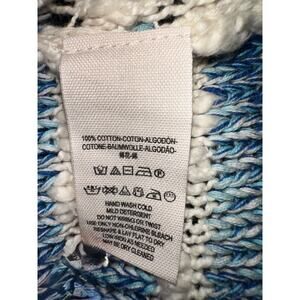 100% COTTON-COTON-ALGODÓN-
COTONE-BAUMWOLLE-ALGODÃO-
HAND WASH COLD
MILD DETERGENT
DO NOT WRING OR TWIST
USE ONLY NON-CHLORINE BLEACH
RESHAPE & LAY FLAT TO DRY
LOW IRON AS NEEDED
MAY BE DRY CLEANED